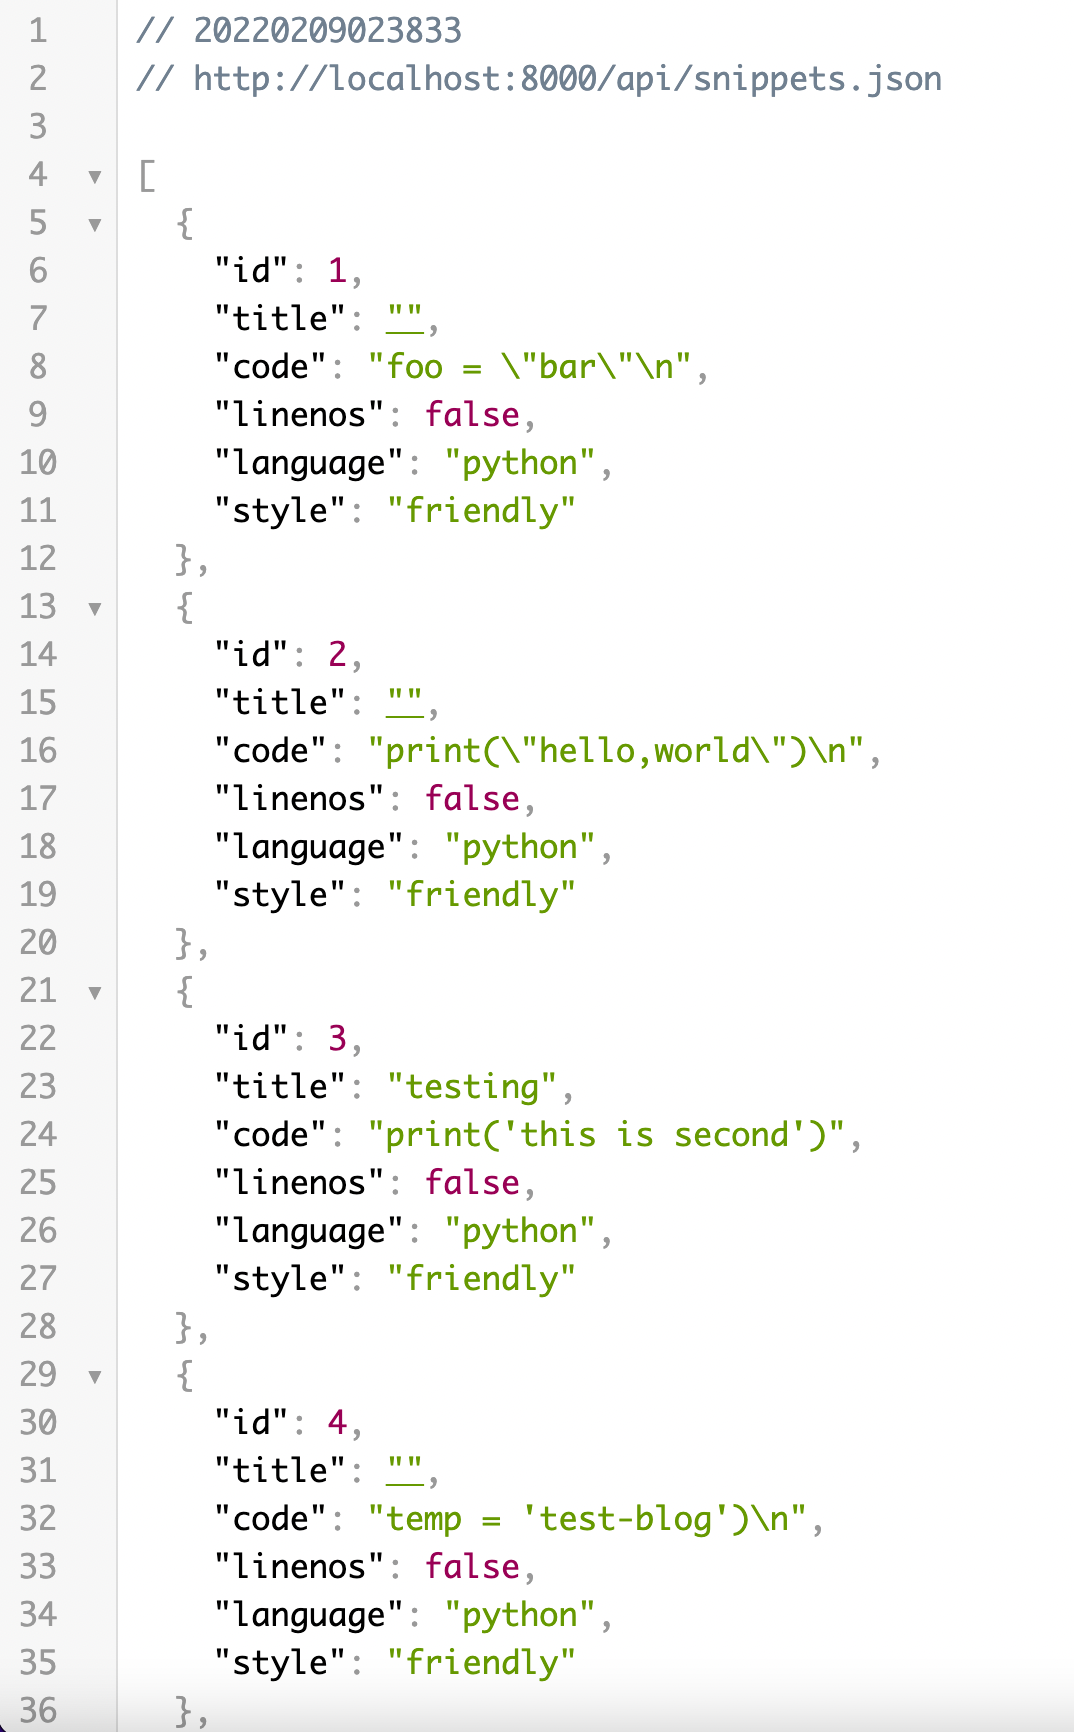 1 // 20220209023833
2 // http://localhost:8000/api/snippets.json
3
4 ▼ [
5 ▼ {
6 "id": 1,
7 "title": "",
8 "code": "foo = \"bar\"\n",
9 "linenos": false,
10 "language": "python",
11 "style": "friendly"
12 },
13 ▼ {
14 "id": 2,
15 "title": "",
16 "code": "print(\"hello,world\")\n",
17 "linenos": false,
18 "language": "python",
19 "style": "friendly"
20 },
21 ▼ {
22 "id": 3,
23 "title": "testing",
24 "code": "print('this is second')",
25 "linenos": false,
26 "language": "python",
27 "style": "friendly"
28 },
29 ▼ {
30 "id": 4,
31 "title": "",
32 "code": "temp = 'test-blog')\n",
33 "linenos": false,
34 "language": "python",
35 "style": "friendly"
36 },